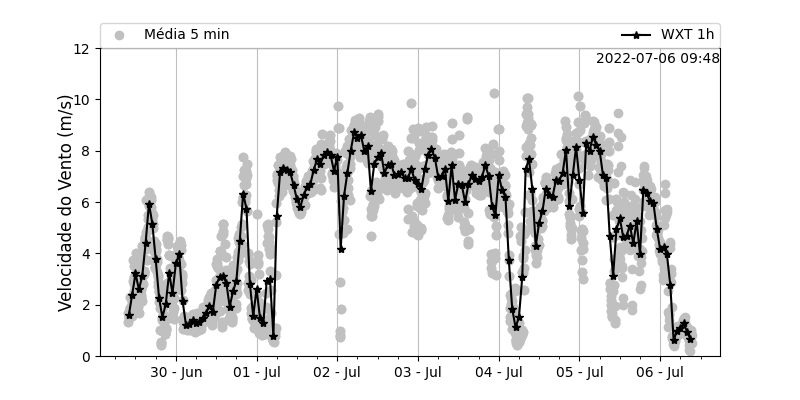 Média 5 min
WXT 1h
2022-07-06 09:48
Velocidade do Vento (m/s)
12
10
8
6
4
2
0
30 - Jun
01 - Jul
02 - Jul
03 - Jul
04 - Jul
05 - Jul
06 - Jul